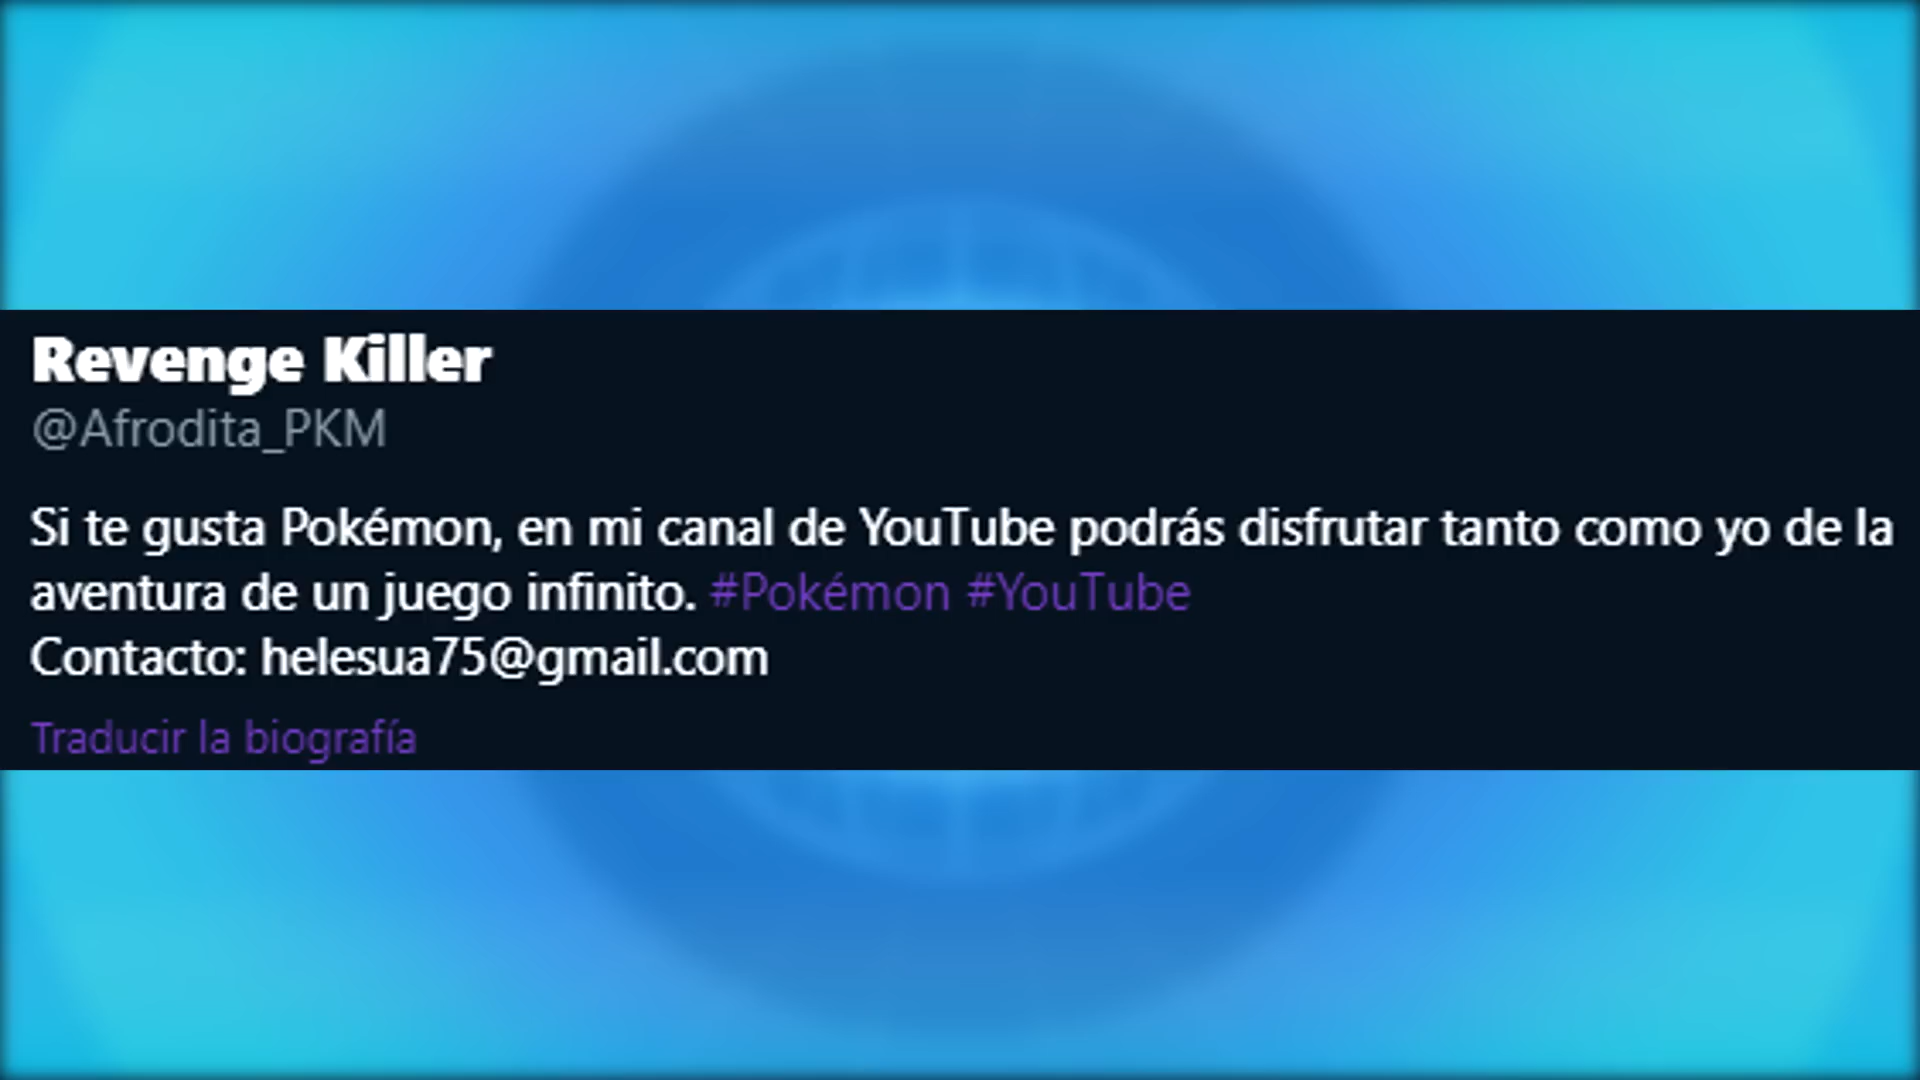 Revenge Killer
@Afrodita_PKM
Si te gusta Pokémon, en mi canal de YouTube podrás disfrutar tanto como yo de la
aventura de un juego infinito. #Pokémon #YouTube
Contacto: helesua75@gmail.com
Traducir la biografía